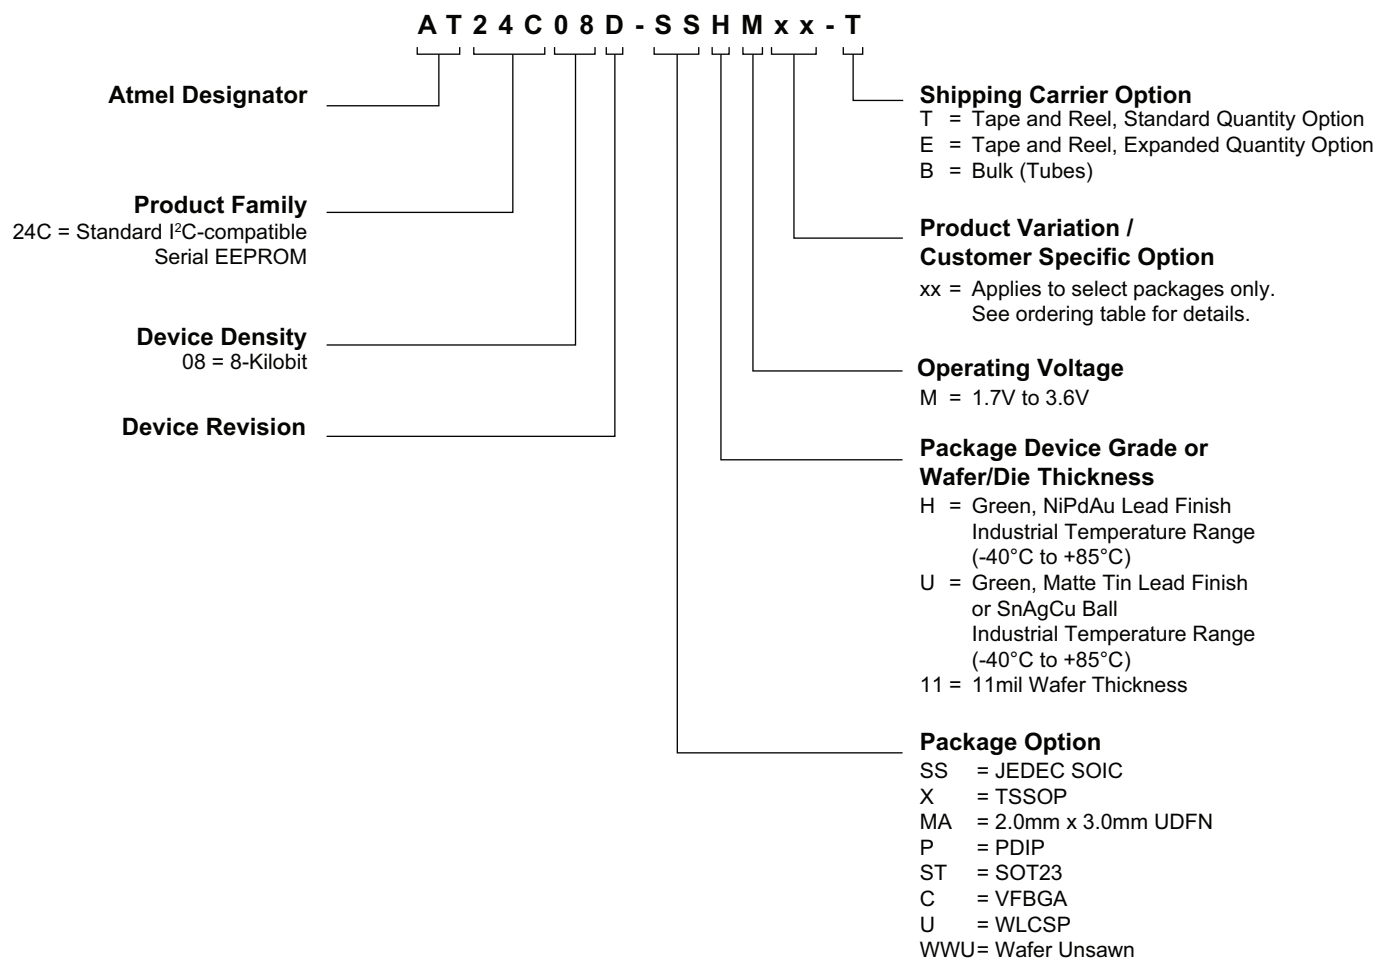 AT24C08D-SSHMxx-T
Atmel Designator
Product Family
24C = Standard I²C-compatible
Serial EEPROM
Device Density
08 = 8-Kilobit
Device Revision
Shipping Carrier Option
T = Tape and Reel, Standard Quantity Option
E = Tape and Reel, Expanded Quantity Option
B = Bulk (Tubes)
Product Variation /
Customer Specific Option
xx = Applies to select packages only.
See ordering table for details.
Operating Voltage
M = 1.7V to 3.6V
Package Device Grade or
Wafer/Die Thickness
H = Green, NiPdAu Lead Finish
Industrial Temperature Range
(-40°C to +85°C)
U = Green, Matte Tin Lead Finish
or SnAgCu Ball
Industrial Temperature Range
(-40°C to +85°C)
11 = 11mil Wafer Thickness
Package Option
SS = JEDEC SOIC
X = TSSOP
MA = 2.0mm x 3.0mm UDFN
P = PDIP
ST = SOT23
C = VFBGA
U = WLCSP
WWU= Wafer Unsawn